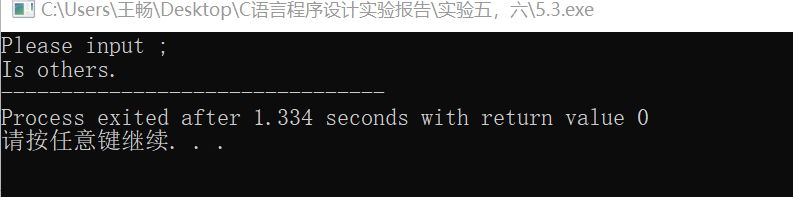 C:\Users\王畅\Desktop\C语言程序设计实验报告\实验五，六\5.3.exe
Please input ;
Is others.
--------------------------------
Process exited after 1.334 seconds with return value 0
请按任意键继续. . .